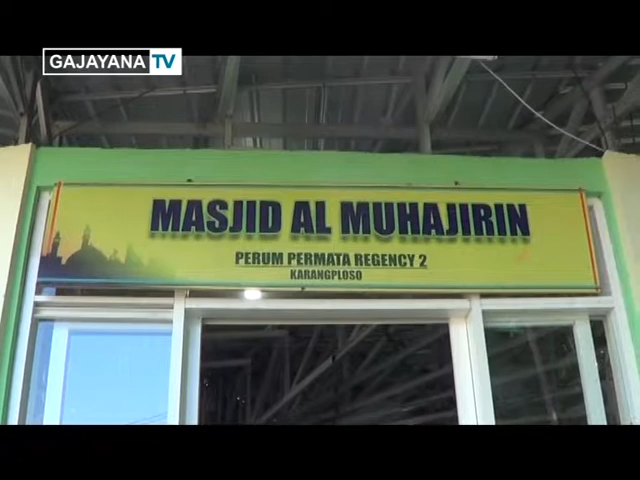 GAJAYANA TV
MASJID AL MUHAJIRIN
PERUM PERMATA REGENCY 2
KARANGPLOSO